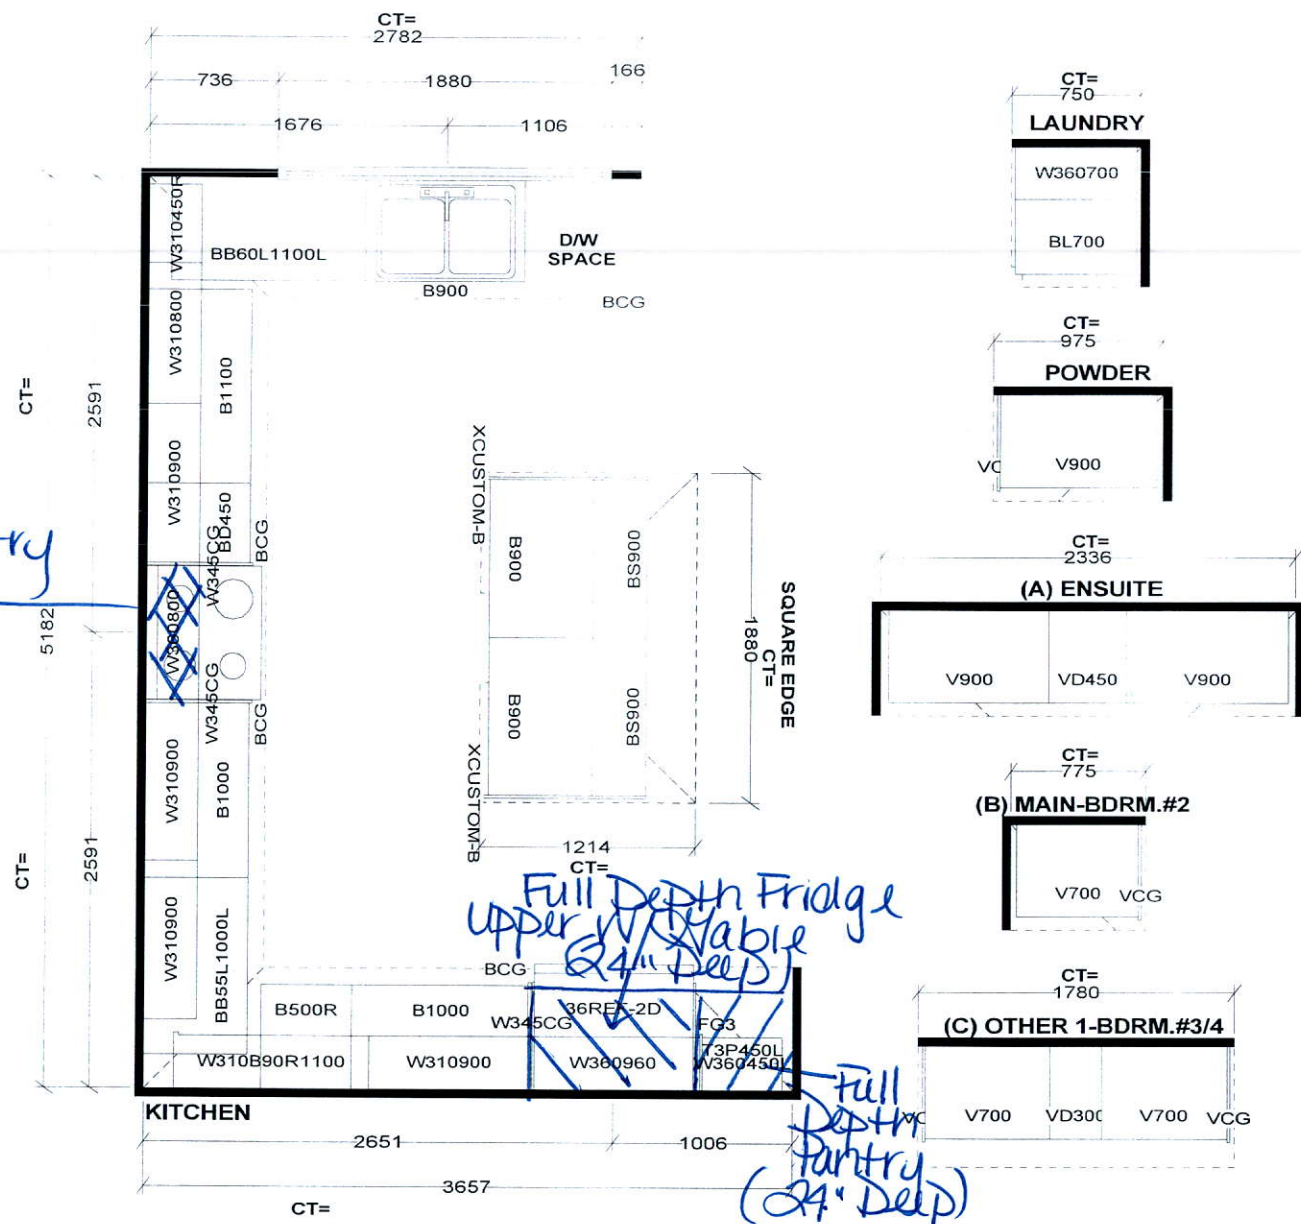 CT=
2782
736
1880
166
1676
1106
W310450R
BB60L1100L
D/W
SPACE
B900
BCG
W310800
B1100
CT=
2591
W310900
BD450
W345CG
BCG
5182
W345CG
BCG
W310900
B1000
CT=
2591
W310900
BB55L1000L
XCUSTOM-B
B900
BS900
B900
BS900
XCUSTOM-B
SQUARE EDGE
CT=
1880
1214
CT=
Full Depth Fridge
upper
(24" Deep)
BCG
B500R
B1000
36REF-2D
W345CG
FG3
T3P450L
W310B90R1100
W310900
W360960
W360450L
Full
Depth
Pantry
(24" Deep)
KITCHEN
2651
1006
3657
CT=
CT=
750
LAUNDRY
W360700
BL700
CT=
975
POWDER
V900
CT=
2336
(A) ENSUITE
V900
VD450
V900
CT=
775
(B) MAIN-BDRM.#2
V700
VCG
CT=
1780
(C) OTHER 1-BDRM.#3/4
V700
VD300
V700
VCG